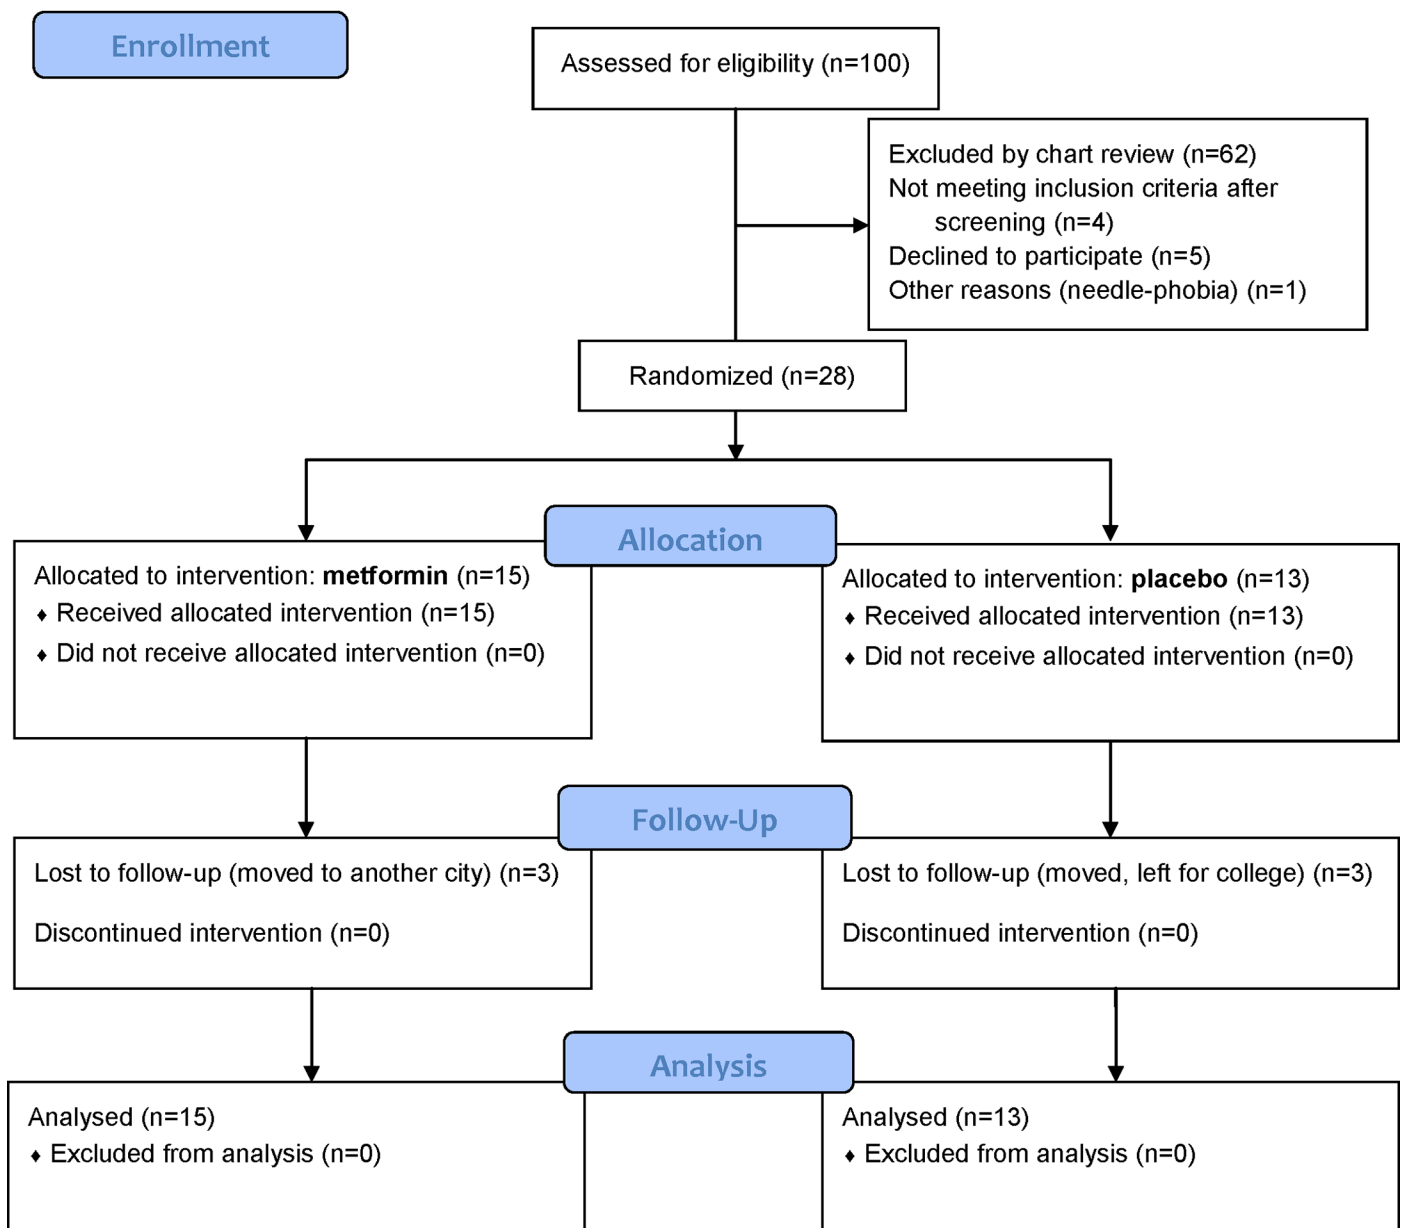 Enrollment
Assessed for eligibility (n=100)
Excluded by chart review (n=62)
Not meeting inclusion criteria after
screening (n=4)
Declined to participate (n=5)
Other reasons (needle-phobia) (n=1)
Randomized (n=28)
Allocation
Allocated to intervention: metformin (n=15)
♦ Received allocated intervention (n=15)
♦ Did not receive allocated intervention (n=0)
Allocated to intervention: placebo (n=13)
♦ Received allocated intervention (n=13)
♦ Did not receive allocated intervention (n=0)
Follow-Up
Lost to follow-up (moved to another city) (n=3)
Discontinued intervention (n=0)
Lost to follow-up (moved, left for college) (n=3)
Discontinued intervention (n=0)
Analysis
Analysed (n=15)
♦ Excluded from analysis (n=0)
Analysed (n=13)
♦ Excluded from analysis (n=0)